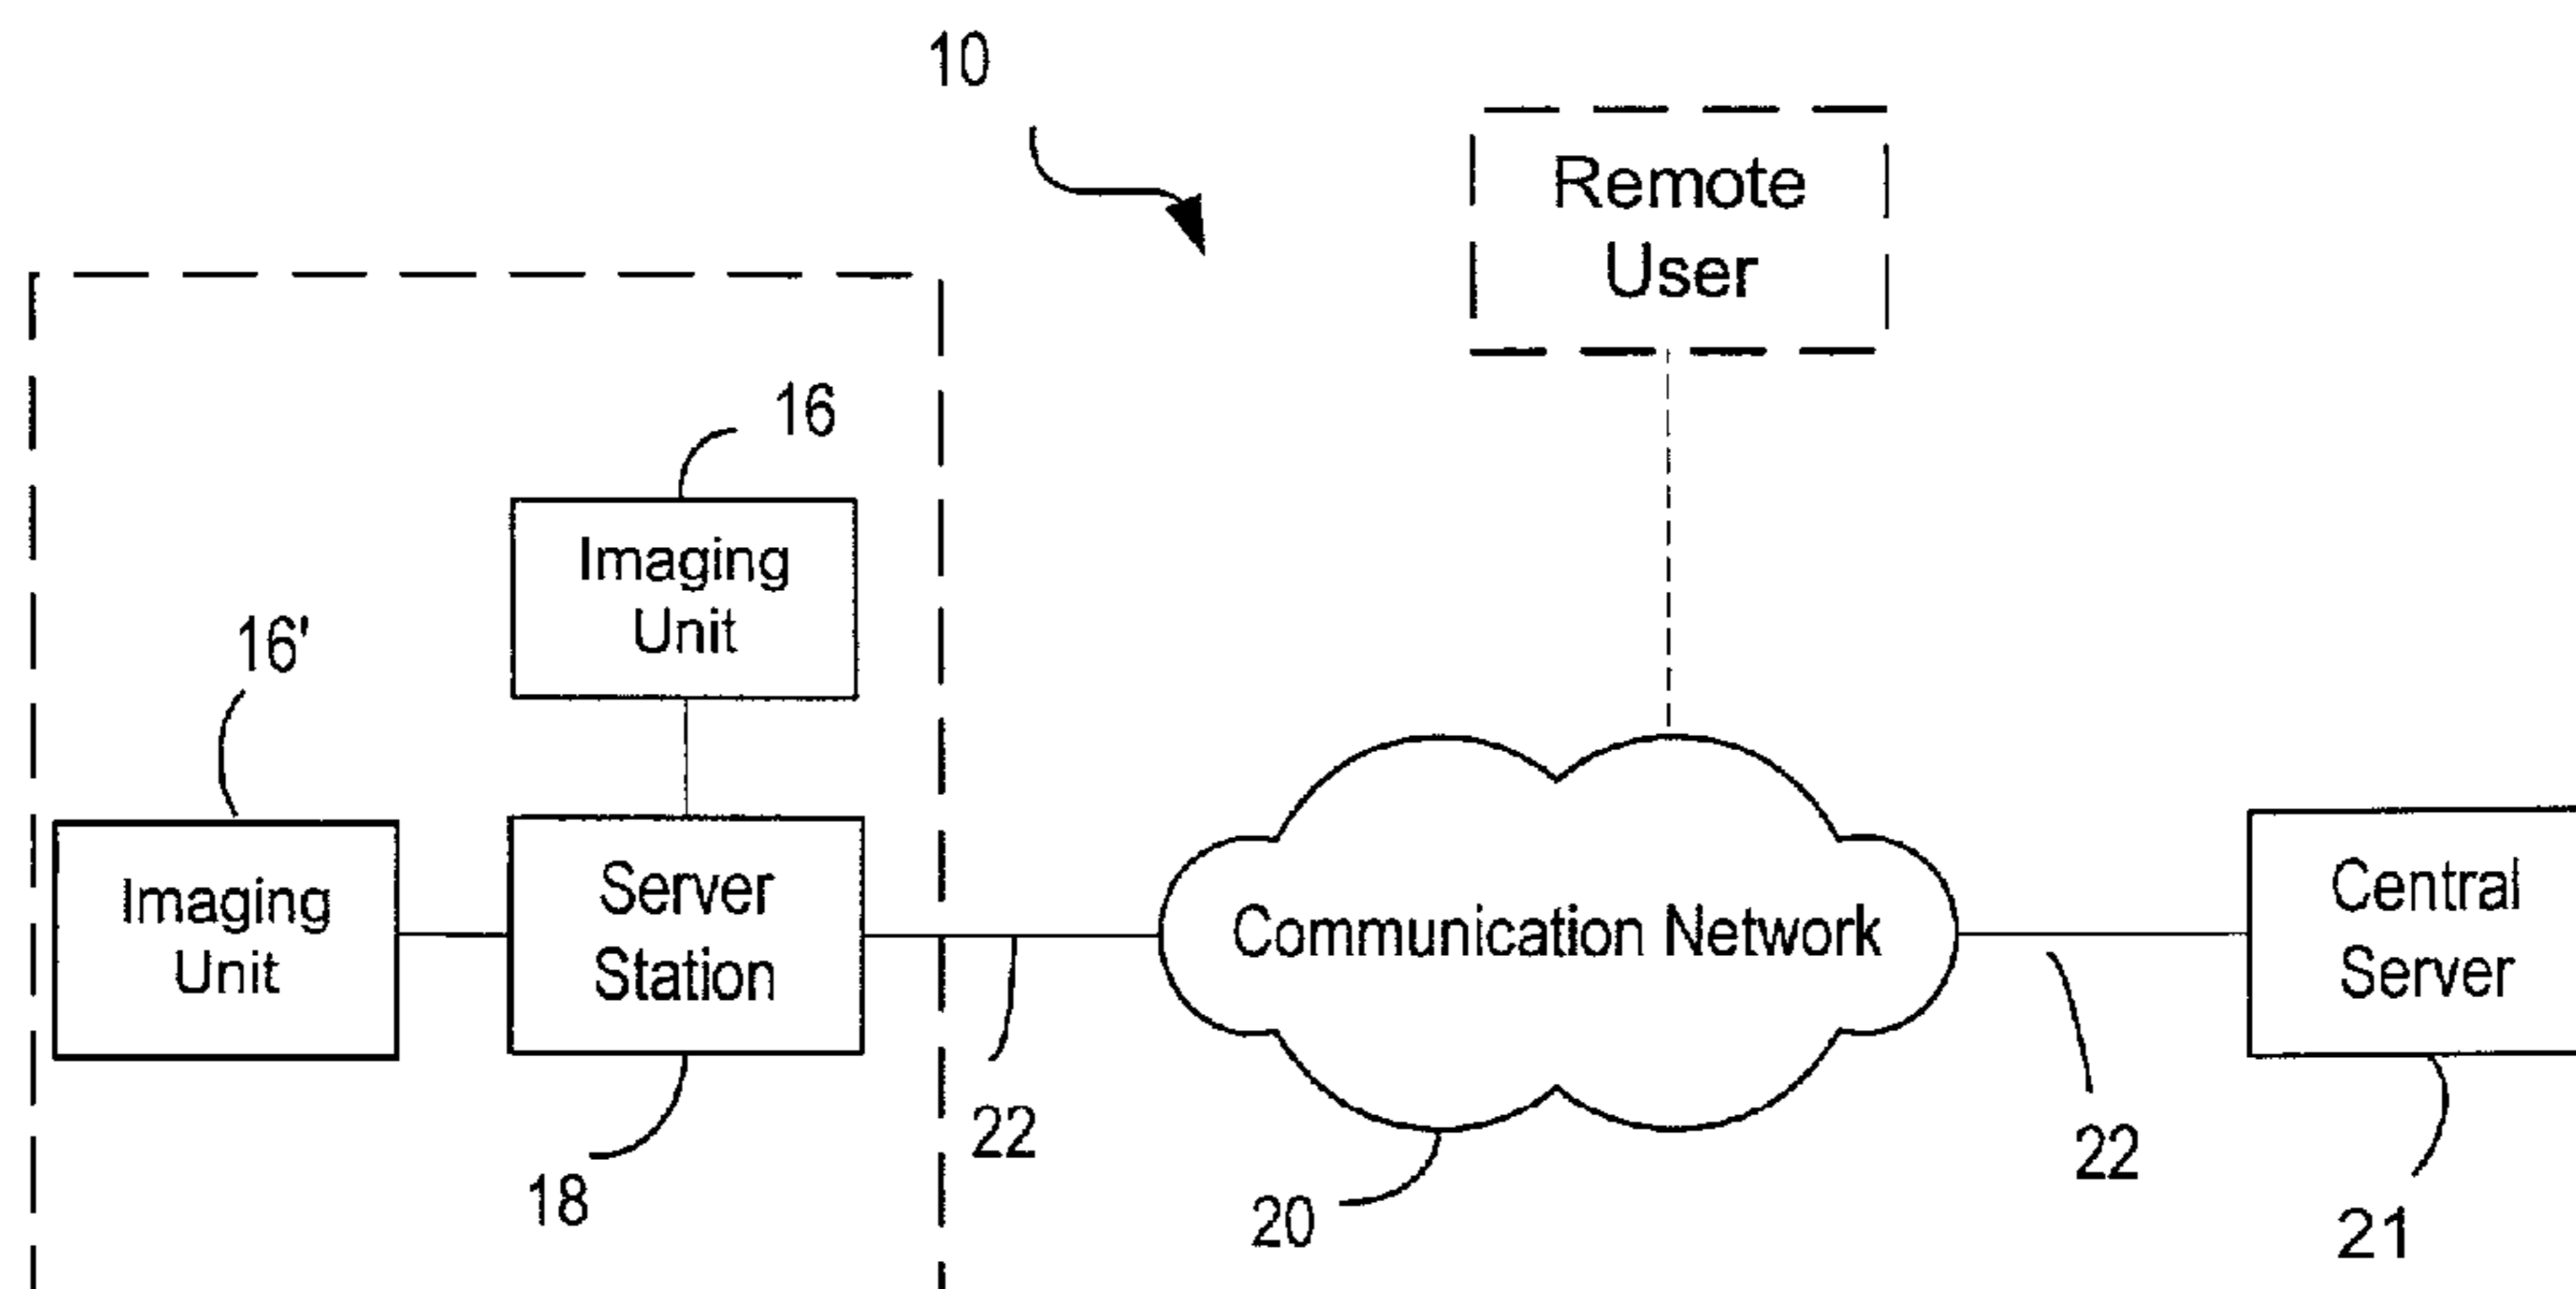 10
Remote
User
16
Imaging
Unit
16'
Imaging
Unit
Server
Station
Communication Network
Central
Server
22
22
18
20
21